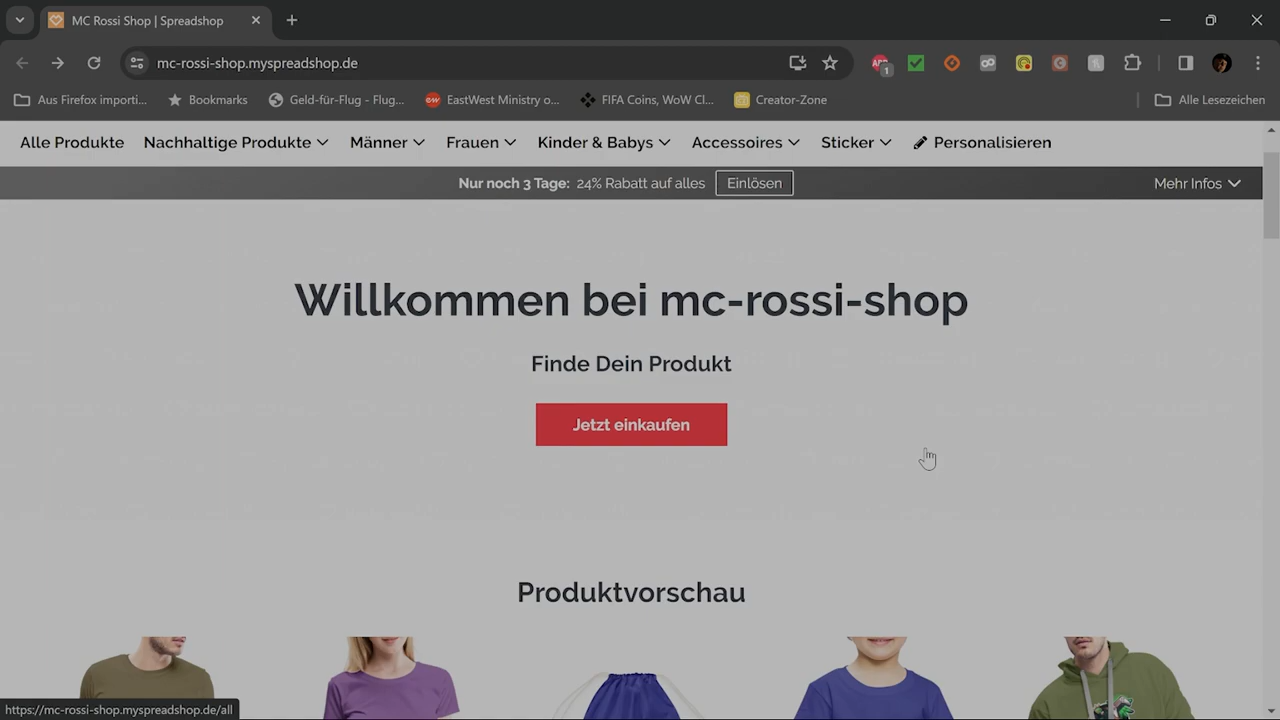 MC Rossi Shop | Spreadshop
mc-rossi-shop.myspreadshop.de
1
Aus Firefox importi...
Bookmarks
Geld-für-Flug - Flug...
EastWest Ministry o...
FIFA Coins, WoW Cl...
Creator-Zone
Alle Lesezeichen
Alle Produkte
Nachhaltige Produkte
Männer
Frauen
Kinder & Babys
Accessoires
Sticker
Personalisieren
Nur noch 3 Tage: 24% Rabatt auf alles
Einlösen
Mehr Infos
Willkommen bei mc-rossi-shop
Finde Dein Produkt
Jetzt einkaufen
Produktvorschau
https://mc-rossi-shop.myspreadshop.de/all